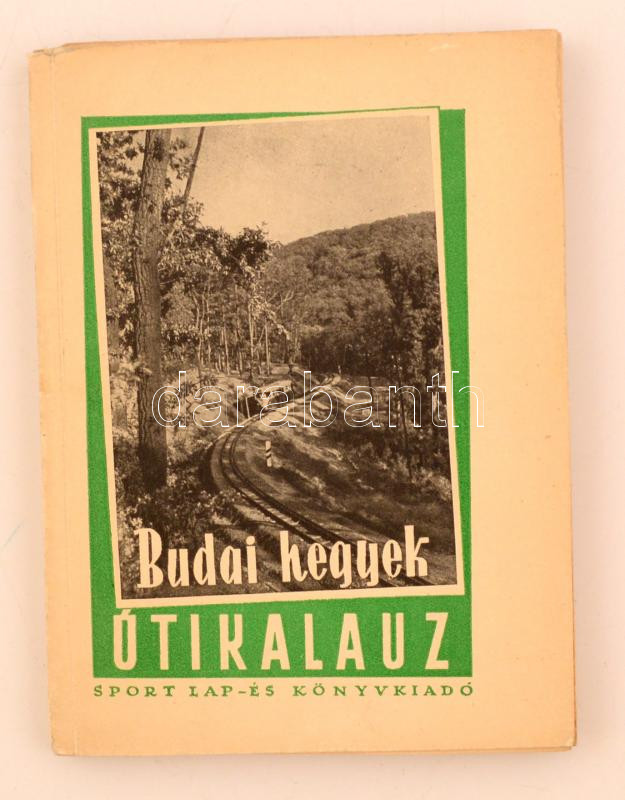 darabanth
Budai hegyek
ÚTIKALAUZ
SPORT LAP-ÉS KÖNYVKIADÓ